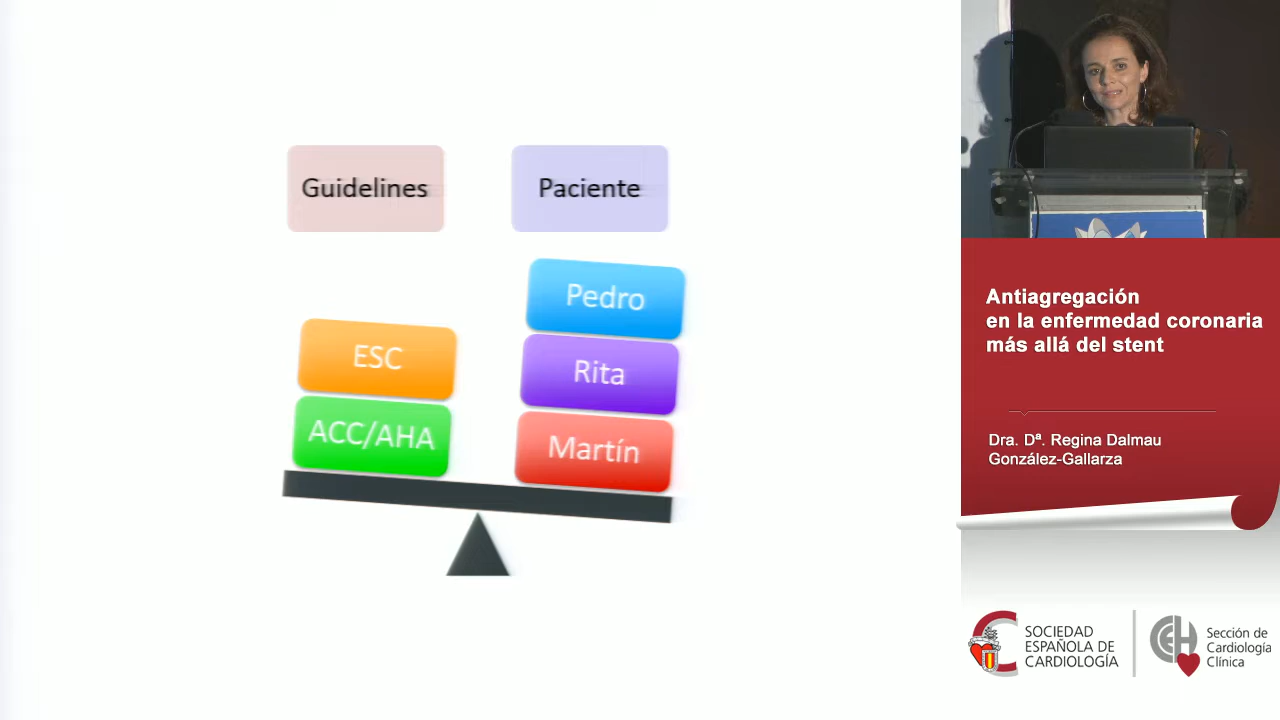 Guidelines
Paciente
Pedro
ESC
Rita
ACC/AHA
Martín
Antiagregación
en la enfermedad coronaria
más allá del stent
Dra. Dª. Regina Dalmau
González-Gallarza
SOCIEDAD
ESPAÑOLA DE
CARDIOLOGÍA
Sección de
Cardiología
Clínica